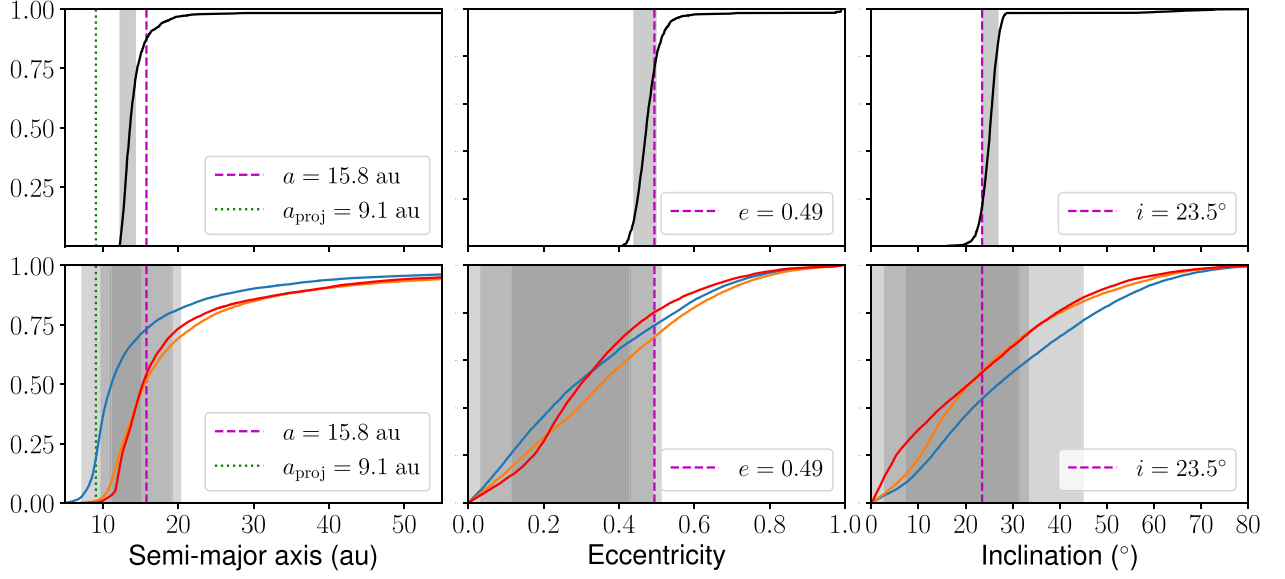 1.00
0.75
0.50
0.25
a = 15.8 au
a_proj = 9.1 au
e = 0.49
i = 23.5°
1.00
0.75
0.50
0.25
0.00
a = 15.8 au
a_proj = 9.1 au
e = 0.49
i = 23.5°
10 20 30 40 50
0.0 0.2 0.4 0.6 0.8 1.0
0 10 20 30 40 50 60 70 80
Semi-major axis (au)
Eccentricity
Inclination (°)